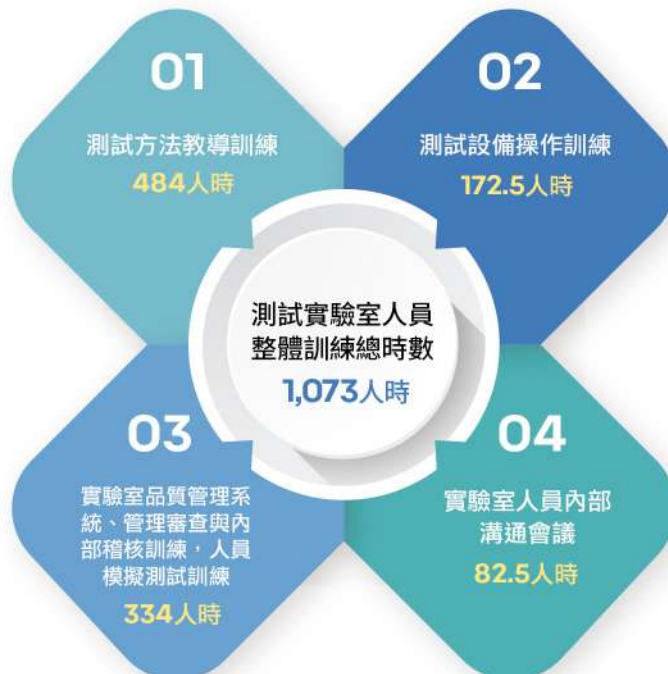 01
測試方法教導訓練
484人時
02
測試設備操作訓練
172.5人時
測試實驗室人員
整體訓練總時數
1,073人時
03
實驗室品質管理系
統、管理審查與內
部稽核訓練，人員
模擬測試訓練
334人時
04
實驗室人員內部
溝通會議
82.5人時